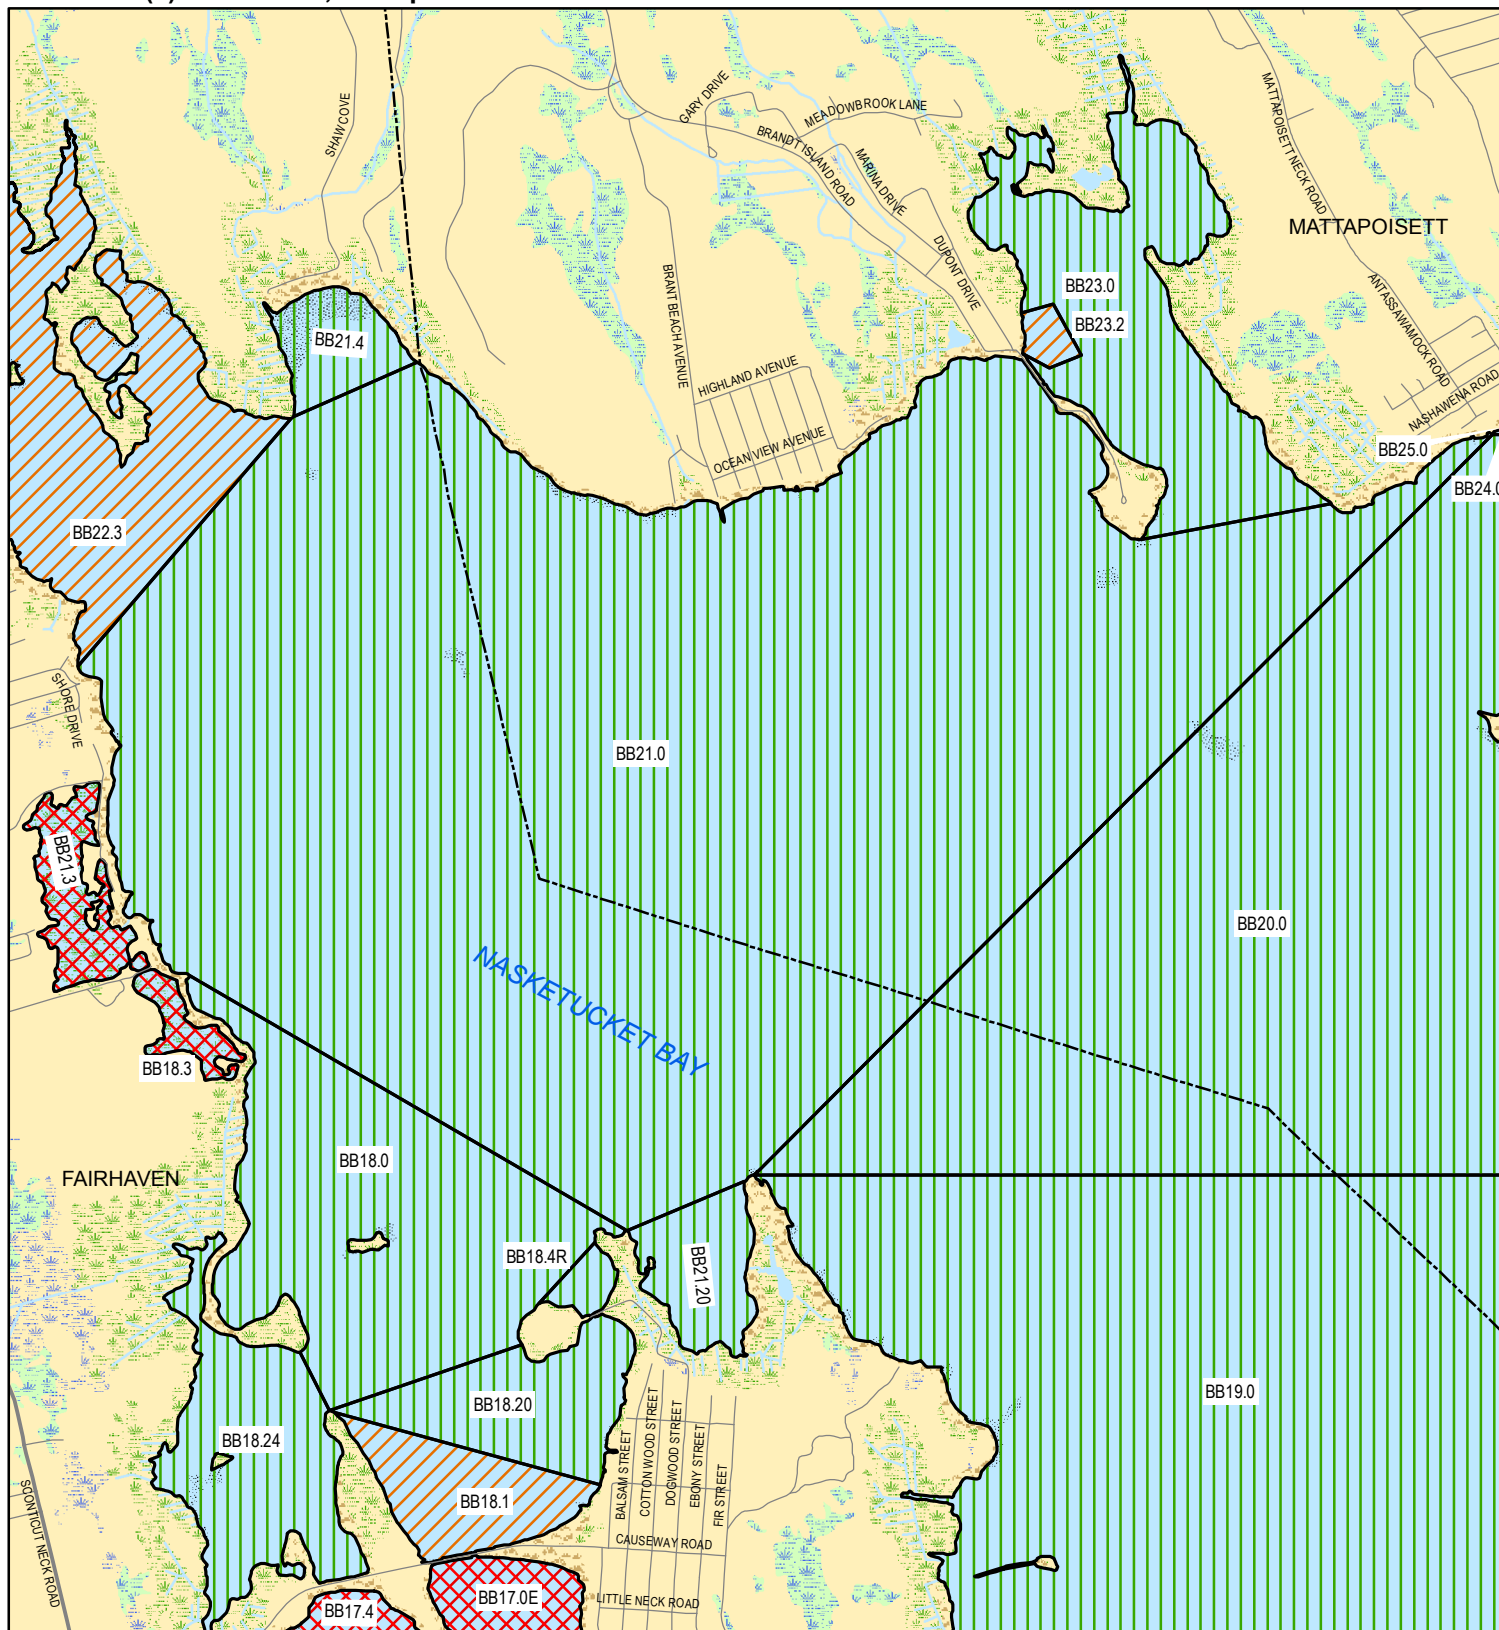 SHAW COVE
GARY DRIVE
MEADOWBROOK LANE
BRANDT ISLAND ROAD
MARINA DRIVE
DUPONT DRIVE
MATTAPOISETT NECK ROAD
MATTAPOISETT
ANTASSAWAMOCK ROAD
NASHAWENA ROAD
BRANT BEACH AVENUE
HIGHLAND AVENUE
OCEAN VIEW AVENUE
BB23.0
BB23.2
BB21.4
BB25.0
BB24.0
BB22.3
SHORE DRIVE
BB21.0
BB21.3
BB20.0
NASKETUCKET BAY
BB18.3
BB18.0
FAIRHAVEN
BB18.4R
BB21.20
BB19.0
BB18.20
BB18.24
BB18.1
BALSAM STREET
COTTON WOOD STREET
DOGWOOD STREET
EBONY STREET
FIR STREET
CAUSEWAY ROAD
LITTLE NECK ROAD
SCONTICUT NECK ROAD
BB17.0E
BB17.4